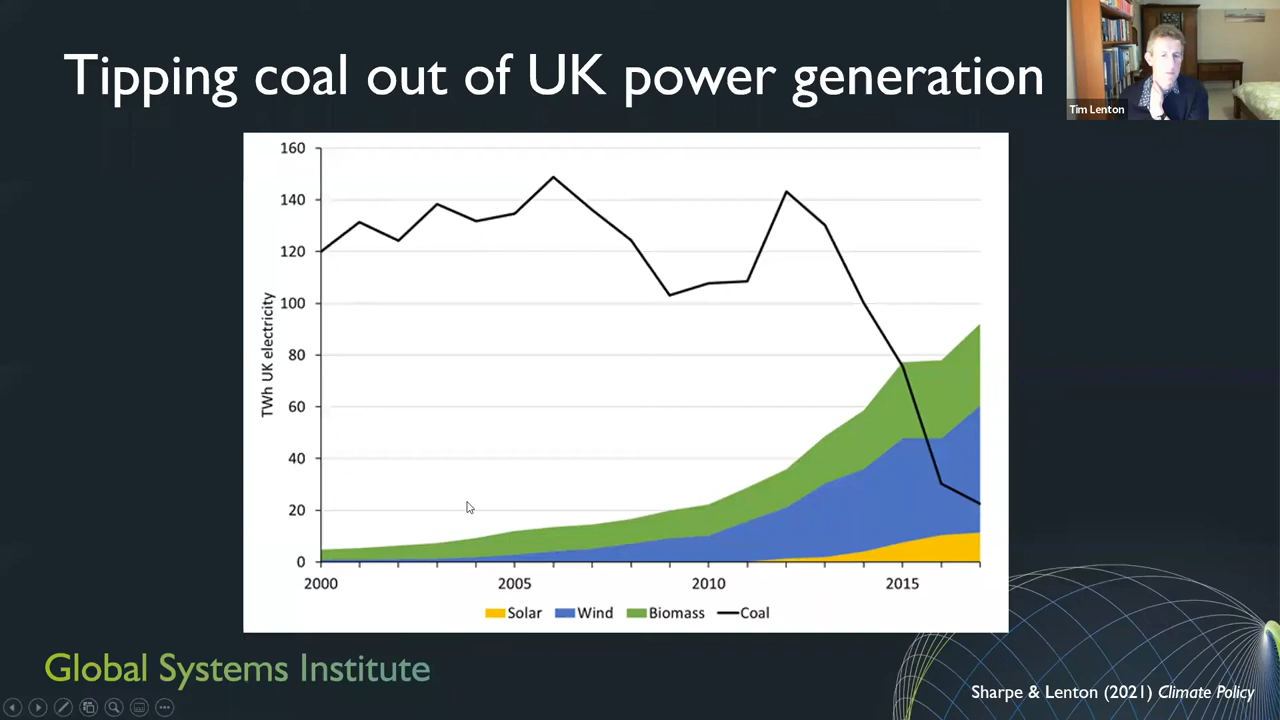 Tipping coal out of UK power generation
Tim Lenton
160
140
120
100
80
60
40
20
0
TWh UK electricity
2000 2005 2010 2015
Solar Wind Biomass Coal
Global Systems Institute
Sharpe & Lenton (2021) Climate Policy